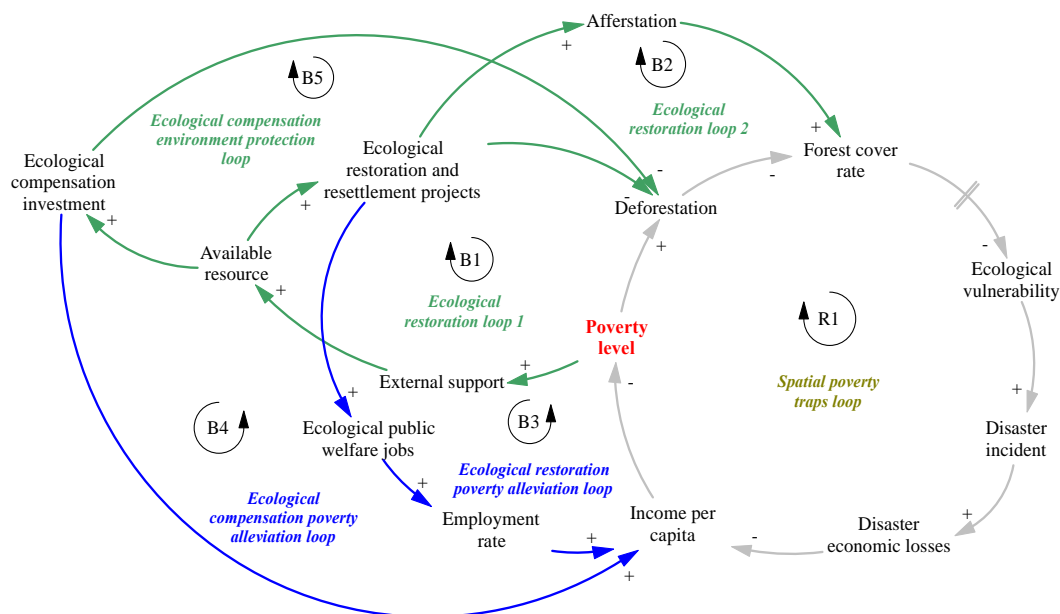 Afferstation
+
B2
B5
Ecological
restoration loop 2
Ecological compensation
environment protection
loop
+
Ecological
restoration and
resettlement projects
Forest cover
rate
Ecological
compensation
investment
-
-
-
Deforestation
+
+
Available
resource
+
-
Ecological
vulnerability
B1
+
Ecological
restoration loop 1
R1
Poverty
level
+
External support
-
Spatial poverty
traps loop
+
+
B4
B3
Ecological public
welfare jobs
Disaster
incident
Ecological restoration
poverty alleviation loop
+
Ecological
compensation poverty
alleviation loop
Employment
rate
Income per
capita
+
Disaster
economic losses
+
-
+